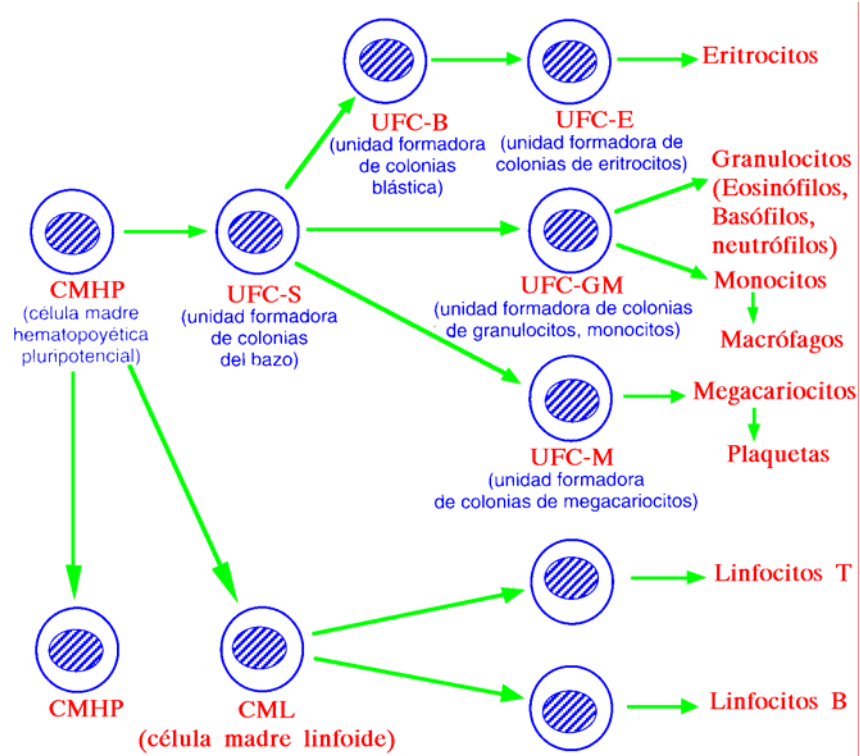 Eritrocitos
UFC-B
(unidad formadora
de colonias
blástica)
UFC-E
(unidad formadora de
colonias de eritrocitos)
Granulocitos
(Eosinófilos,
Basófilos,
neutrófilos)
CMHP
(célula madre
hematopoyética
pluripotencial)
UFC-S
(unidad formadora
de colonias
del bazo)
UFC-GM
(unidad formadora de colonias
de granulocitos, monocitos)
Monocitos
Macrófagos
UFC-M
(unidad formadora
de colonias de megacariocitos)
Megacariocitos
Plaquetas
Linfocitos T
CMHP
CML
(célula madre linfoide)
Linfocitos B